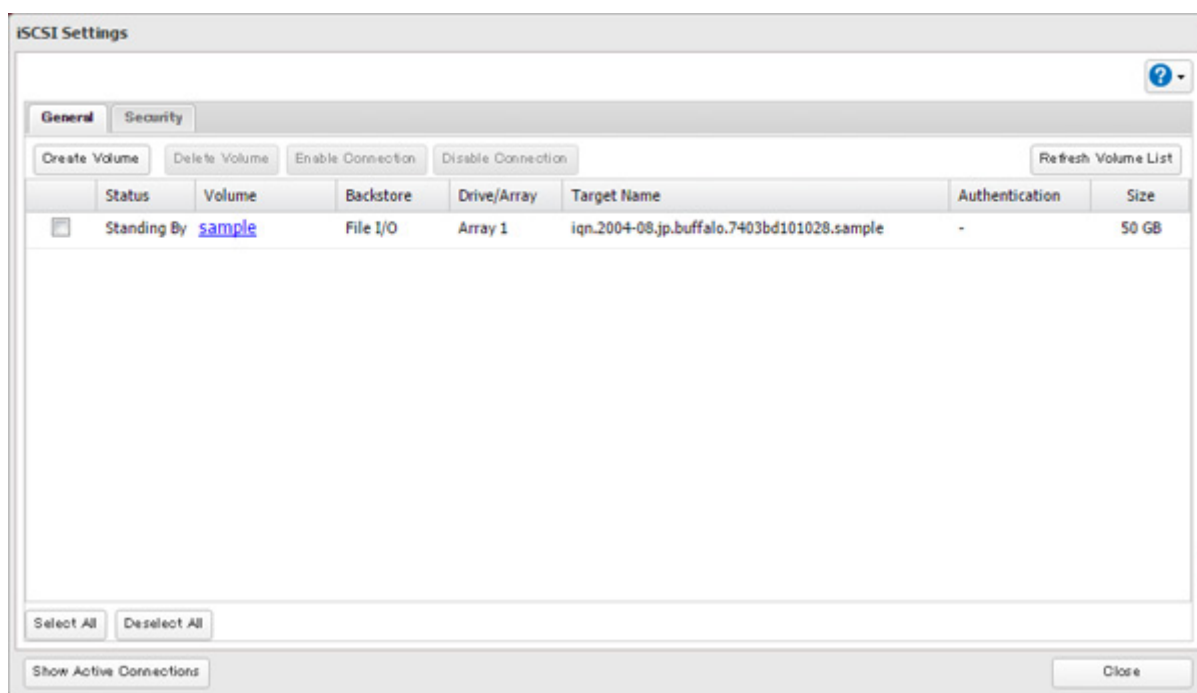 iSCSI Settings
?
General Security
Create Volume Delete Volume Enable Connection Disable Connection Refresh Volume List
Status Volume Backstore Drive/Array Target Name Authentication Size
Standing By sample File I/O Array 1 iqn.2004-08.jp.buffalo.7403bd101028.sample - 50 GB
Select All Deselect All
Show Active Connections Close